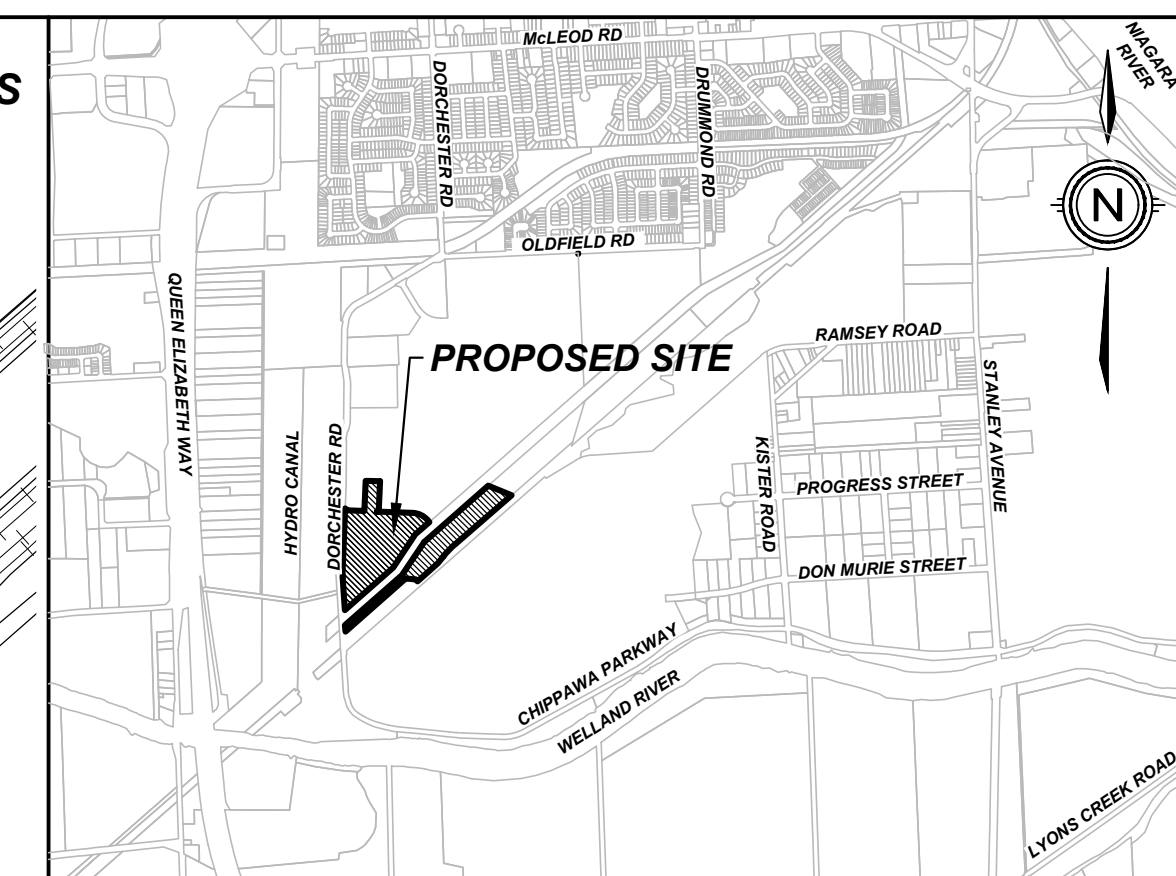 S
McLEOD RD
NIAGARA
RIVER
DORCHESTER RD
DRUMMOND RD
N
OLDFIELD RD
QUEEN ELIZABETH WAY
RAMSEY ROAD
PROPOSED SITE
STANLEY AVENUE
HYDRO CANAL
DORCHESTER RD
KISTER ROAD
PROGRESS STREET
DON MURIE STREET
CHIPPAWA PARKWAY
WELLAND RIVER
LYONS CREEK ROAD